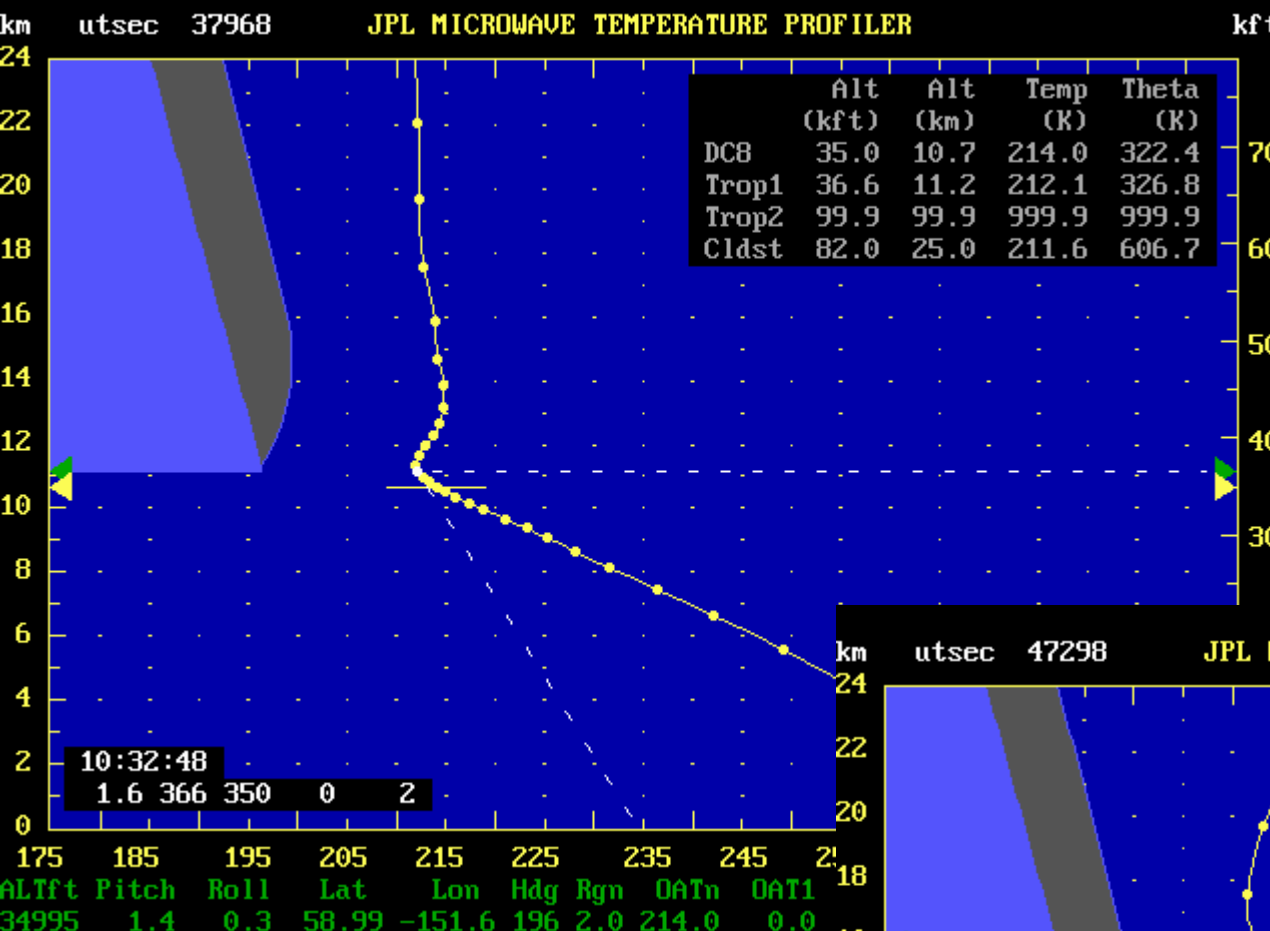 km utsec 37968 JPL MICROWAVE TEMPERATURE PROFILER kft
24
22
20
18
16
14
12
10
8
6
4
2
0
Alt Alt Temp Theta
(kft) (km) (K) (K)
DC8 35.0 10.7 214.0 322.4
Trop1 36.6 11.2 212.1 326.8
Trop2 99.9 99.9 999.9 999.9
Cldst 82.0 25.0 211.6 606.7
10:32:48
1.6 366 350 0 2
175 185 195 205 215 225 235 245
ALTft Pitch Roll Lat Lon Hdg Rgn OATn OAT1
34995 1.4 0.3 58.99 -151.6 196 2.0 214.0 0.0
km utsec 47298 JPL
24
22
20
18